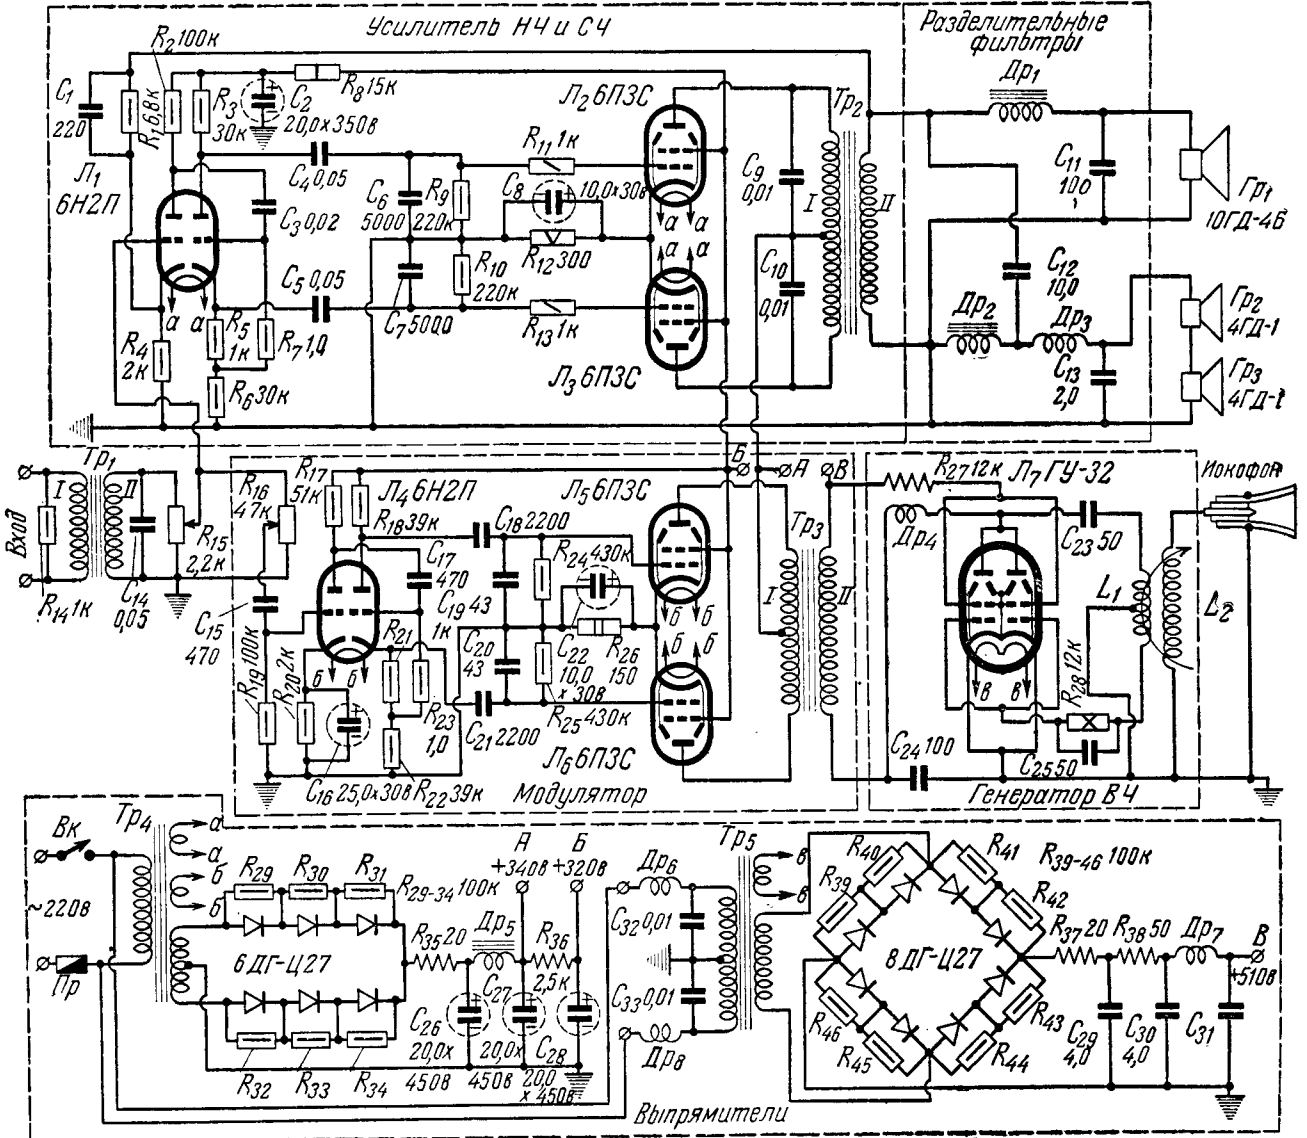 Усилитель НЧ и СЧ
Разделительные
фильтры
R2 100к
C1
220
R1 6,8к
R3
30к
C2
20,0х350в
R8 15к
Л2 6П3С
Тр2
Др1
Л1
6Н2П
C4 0,05
C3 0,02
C6
5000
R9
220к
R11 1к
C8
10,0х30в
R12 300
C9
0,01
I
II
C11
Гр1
10ГД-4Б
C5 0,05
R10
220к
C7 5000
R13 1к
C10
0,01
C12
10,0
Др2
Др3
Гр2
4ГД-1
C13
2,0
Гр3
4ГД-1
а
а
а
а
а
а
R4
2к
R5
1к
R7 1,0
R6 30к
Л3 6П3С
Тр1
I
II
Вход
R14 1к
C14
0,05
R15
2,2к
R16
47к
R17
51к
Л4 6Н2П
R18 39к
C17
470
C18 2200
Л5 6П3С
Б
А
В
R24 430к
C19 43
1к
C20
43
C22
10,0
х 30в
R26
150
R25 430к
C21 2200
Л6 6П3С
Тр3
I
II
R27 12к
Л7 ГУ-32
Др4
C23 50
L1
L2
Ионофон
C15
470
R19 100к
R20 2к
R21
R23
1,0
C16 25,0х30в
R22 39к
Модулятор
б
б
б
б
б
б
в
в
R28 12к
C24 100
C25 50
Генератор ВЧ
Вк
~220в
Пр
Тр4
а
а
б
б
R29
R30
R31
R29-34 100к
6 ДГ-Ц27
R32
R33
R34
R35 20
Др5
R36
2,5к
А
+340в
Б
+320в
C26
20,0х
450в
C27
20,0х
450в
C28
20,0
х 450в
Др6
C32 0,01
C33 0,01
Др8
Тр5
в
в
R40
R39
R41
R42
R39-46 100к
8 ДГ-Ц27
R46
R45
R43
R44
R37 20
R38 50
Др7
В
+510в
C29
4,0
C30
4,0
C31
Выпрямители